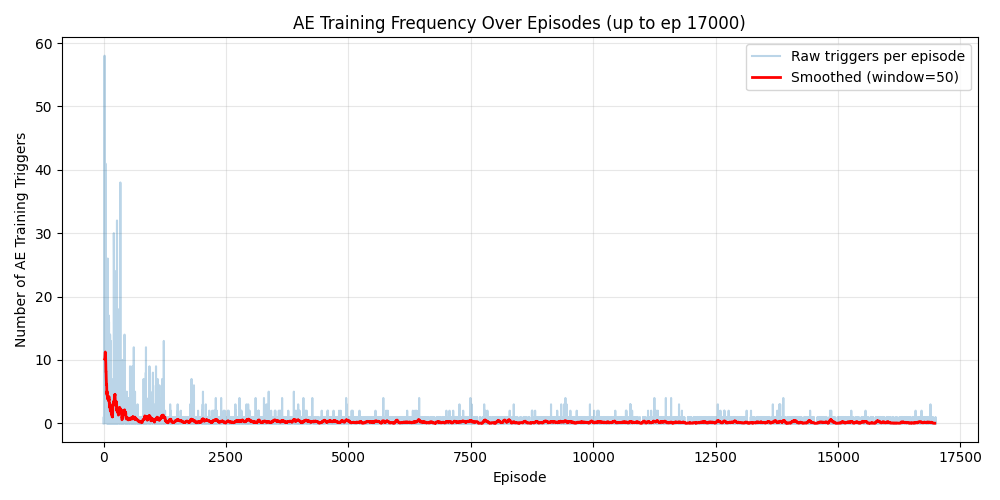 AE Training Frequency Over Episodes (up to ep 17000)
Raw triggers per episode
Smoothed (window=50)
Number of AE Training Triggers
60
50
40
30
20
10
0
0 2500 5000 7500 10000 12500 15000 17500
Episode